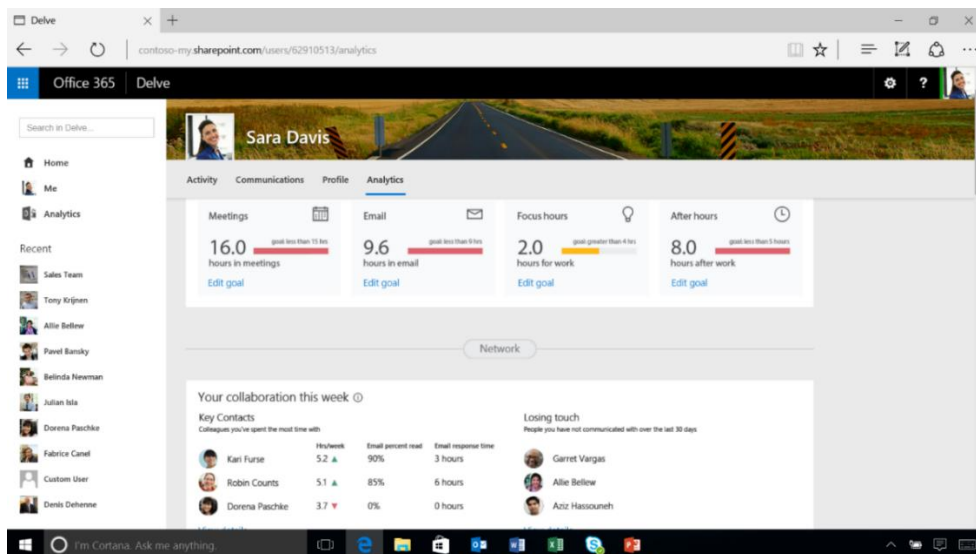 Delve
contoso-my.sharepoint.com/users/62910513/analytics
Office 365 Delve
Search in Delve...
Home
Me
Analytics
Recent
Sales Team
Tony Krijnen
Allie Bellew
Pavel Bansky
Belinda Newman
Julian Isla
Dorena Paschke
Fabrice Canel
Custom User
Denis Dehenne
Sara Davis
Activity Communications Profile Analytics
Meetings
16.0 goal less than 15 hrs
hours in meetings
Edit goal
Email
9.6 goal less than 9 hrs
hours in email
Edit goal
Focus hours
2.0 goal greater than 4 hrs
hours for work
Edit goal
After hours
8.0 goal less than 5 hours
hours after work
Edit goal
Network
Your collaboration this week
Key Contacts
Colleagues you've spent the most time with
Hrs/week Email percent read Email response time
Kari Furse 5.2 90% 3 hours
Robin Counts 5.1 85% 6 hours
Dorena Paschke 3.7 0% 0 hours
Losing touch
People you have not communicated with over the last 30 days
Garret Vargas
Allie Bellew
Aziz Hassouneh
I'm Cortana. Ask me anything.